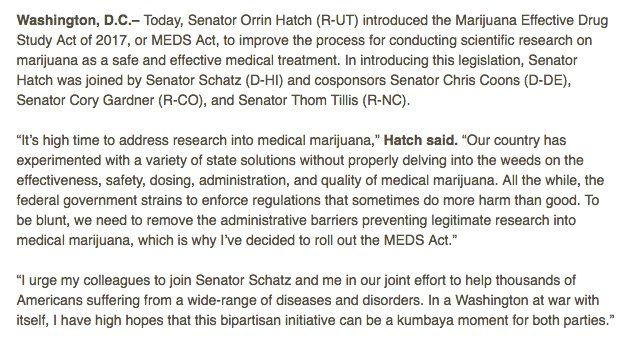 Washington, D.C.– Today, Senator Orrin Hatch (R-UT) introduced the Marijuana Effective Drug
Study Act of 2017, or MEDS Act, to improve the process for conducting scientific research on
marijuana as a safe and effective medical treatment. In introducing this legislation, Senator
Hatch was joined by Senator Schatz (D-HI) and cosponsors Senator Chris Coons (D-DE),
Senator Cory Gardner (R-CO), and Senator Thom Tillis (R-NC).
“It’s high time to address research into medical marijuana,” Hatch said. “Our country has
experimented with a variety of state solutions without properly delving into the weeds on the
effectiveness, safety, dosing, administration, and quality of medical marijuana. All the while, the
federal government strains to enforce regulations that sometimes do more harm than good. To
be blunt, we need to remove the administrative barriers preventing legitimate research into
medical marijuana, which is why I’ve decided to roll out the MEDS Act.”
“I urge my colleagues to join Senator Schatz and me in our joint effort to help thousands of
Americans suffering from a wide-range of diseases and disorders. In a Washington at war with
itself, I have high hopes that this bipartisan initiative can be a kumbaya moment for both parties.”